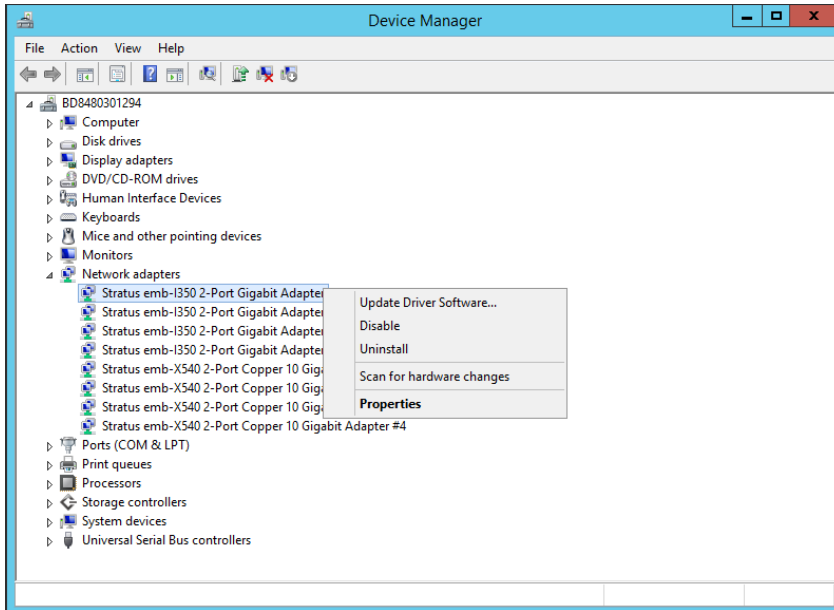 Device Manager
File Action View Help
BD8480301294
Computer
Disk drives
Display adapters
DVD/CD-ROM drives
Human Interface Devices
Keyboards
Mice and other pointing devices
Monitors
Network adapters
Stratus emb-I350 2-Port Gigabit Adapter
Stratus emb-I350 2-Port Gigabit Adapter
Stratus emb-I350 2-Port Gigabit Adapter
Stratus emb-I350 2-Port Gigabit Adapter
Stratus emb-X540 2-Port Copper 10 Giga
Stratus emb-X540 2-Port Copper 10 Giga
Stratus emb-X540 2-Port Copper 10 Giga
Stratus emb-X540 2-Port Copper 10 Gigabit Adapter #4
Update Driver Software...
Disable
Uninstall
Scan for hardware changes
Properties
Ports (COM & LPT)
Print queues
Processors
Storage controllers
System devices
Universal Serial Bus controllers